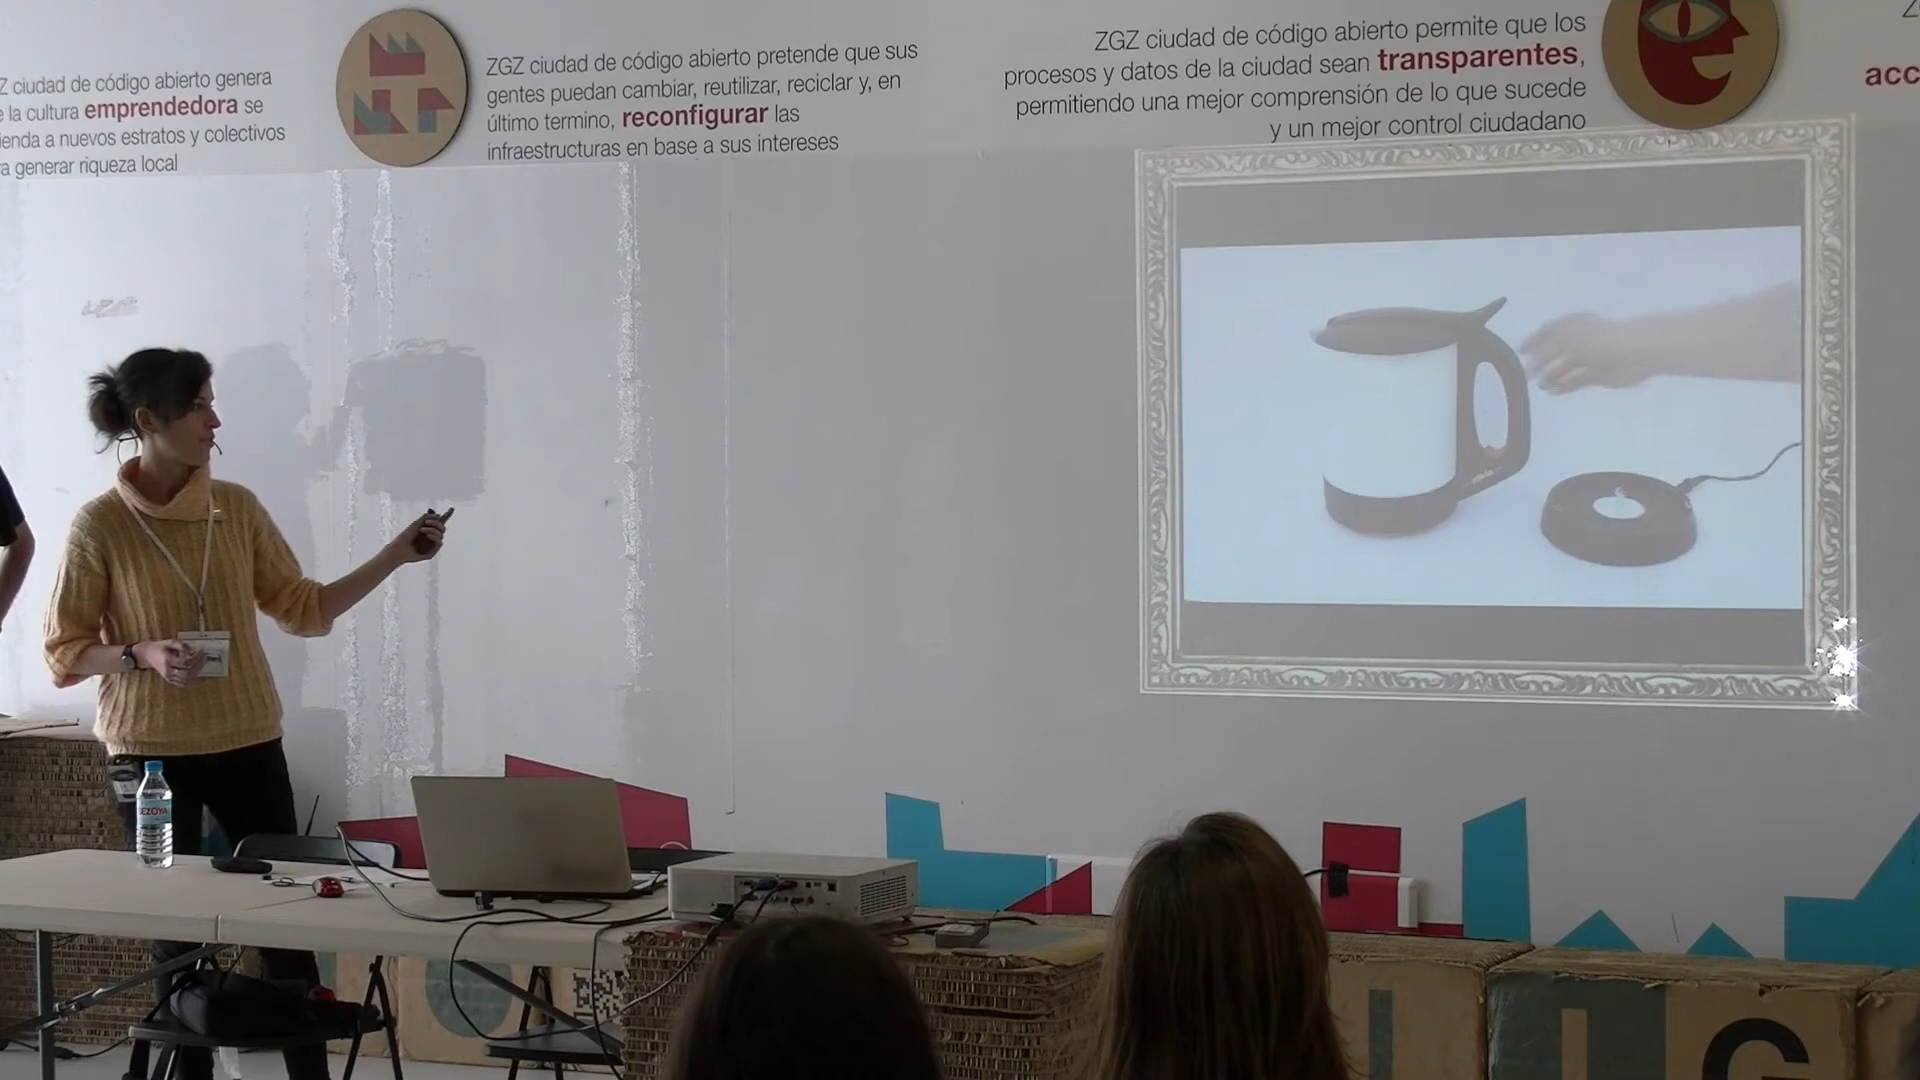 Z ciudad de código abierto genera
e la cultura emprendedora se
ienda a nuevos estratos y colectivos
a generar riqueza local
ZGZ ciudad de código abierto pretende que sus
gentes puedan cambiar, reutilizar, reciclar y, en
último termino, reconfigurar las
infraestructuras en base a sus intereses
ZGZ ciudad de código abierto permite que los
procesos y datos de la ciudad sean transparentes,
permitiendo una mejor comprensión de lo que sucede
y un mejor control ciudadano
acc
G